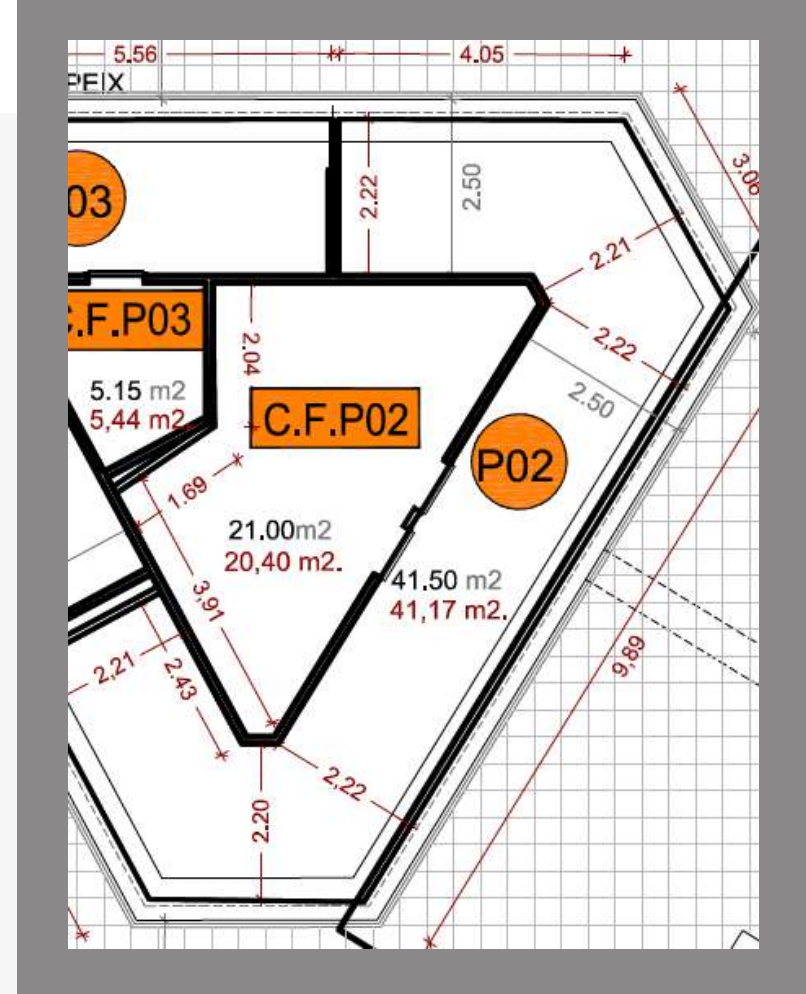 5.56
4.05
PEIX
3.06
03
2.22
2.50
2.21
C.F.P03
2.04
2,22
2.50
5.15 m2
5,44 m2.
C.F.P02
P02
1.69
21.00m2
20,40 m2.
41.50 m2
41,17 m2.
3,91
2,21
2.43
9,89
2,22
2.20